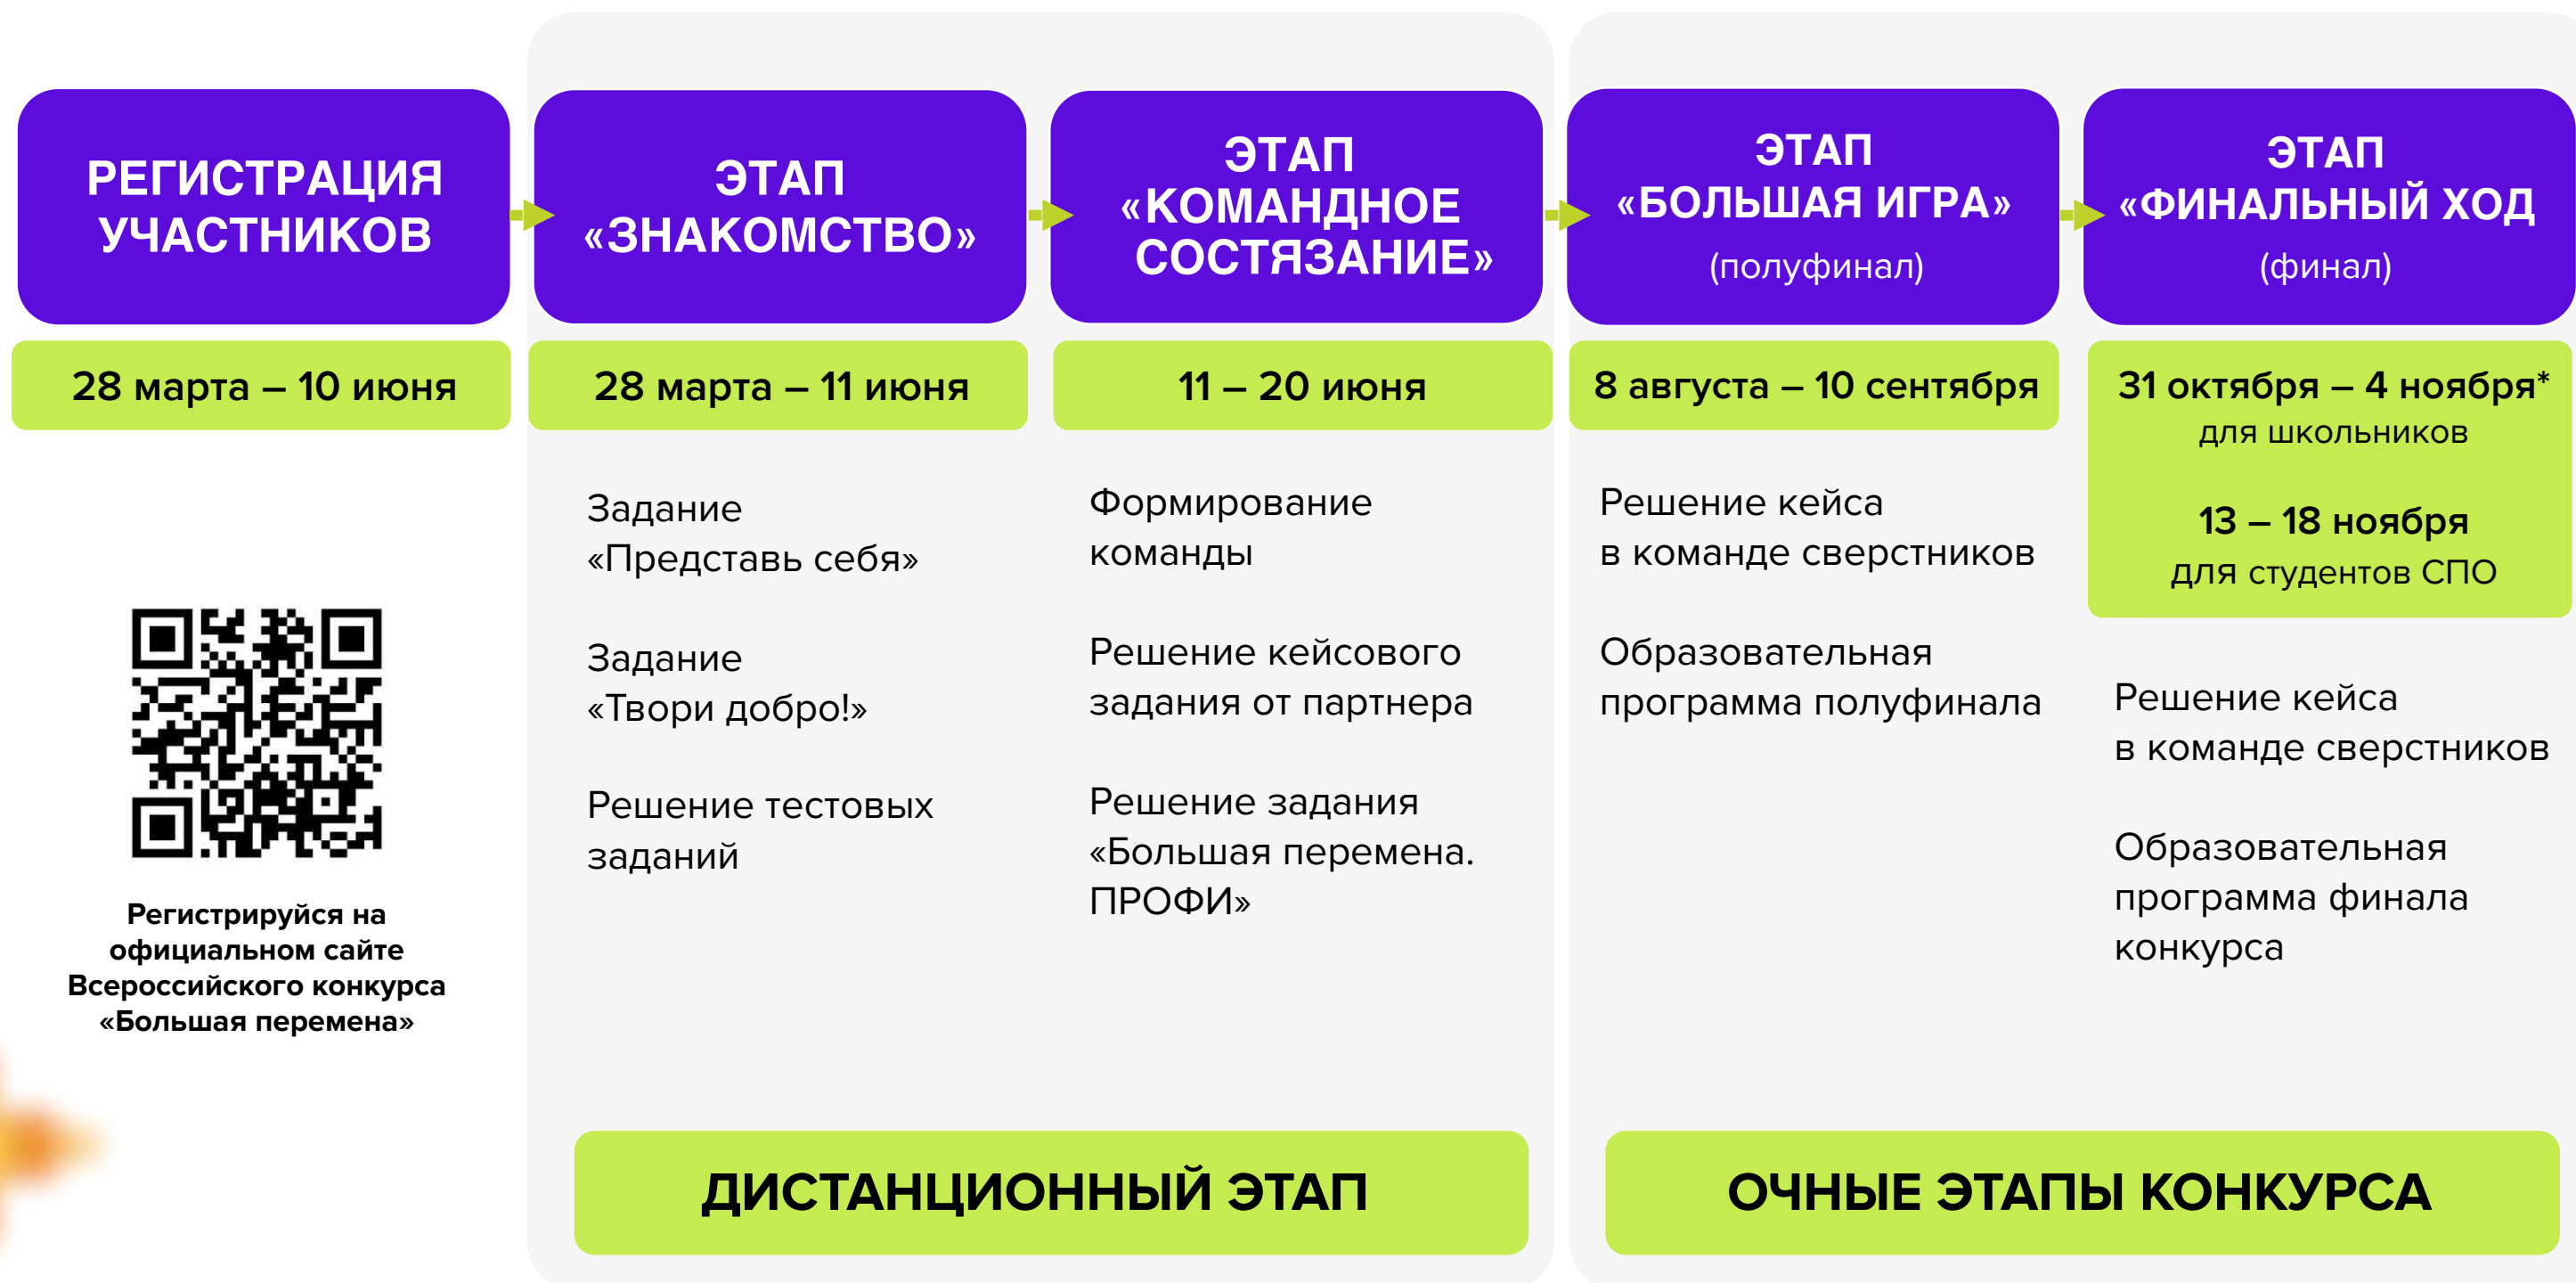 РЕГИСТРАЦИЯ
УЧАСТНИКОВ
28 марта – 10 июня
Регистрируйся на
официальном сайте
Всероссийского конкурса
«Большая перемена»
ЭТАП
«ЗНАКОМСТВО»
28 марта – 11 июня
Задание
«Представь себя»
Задание
«Твори добро!»
Решение тестовых
заданий
ЭТАП
«КОМАНДНОЕ
СОСТЯЗАНИЕ»
11 – 20 июня
Формирование
команды
Решение кейсового
задания от партнера
Решение задания
«Большая перемена.
ПРОФИ»
ДИСТАНЦИОННЫЙ ЭТАП
ЭТАП
«БОЛЬШАЯ ИГРА»
(полуфинал)
8 августа – 10 сентября
Решение кейса
в команде сверстников
Образовательная
программа полуфинала
ЭТАП
«ФИНАЛЬНЫЙ ХОД
(финал)
31 октября – 4 ноября*
для школьников
13 – 18 ноября
для студентов СПО
Решение кейса
в команде сверстников
Образовательная
программа финала
конкурса
ОЧНЫЕ ЭТАПЫ КОНКУРСА